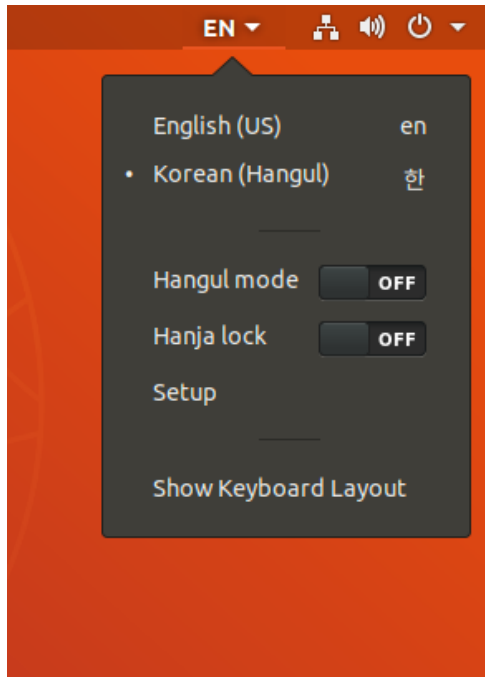 EN
English (US) en
• Korean (Hangul) 한
Hangul mode OFF
Hanja lock OFF
Setup
Show Keyboard Layout